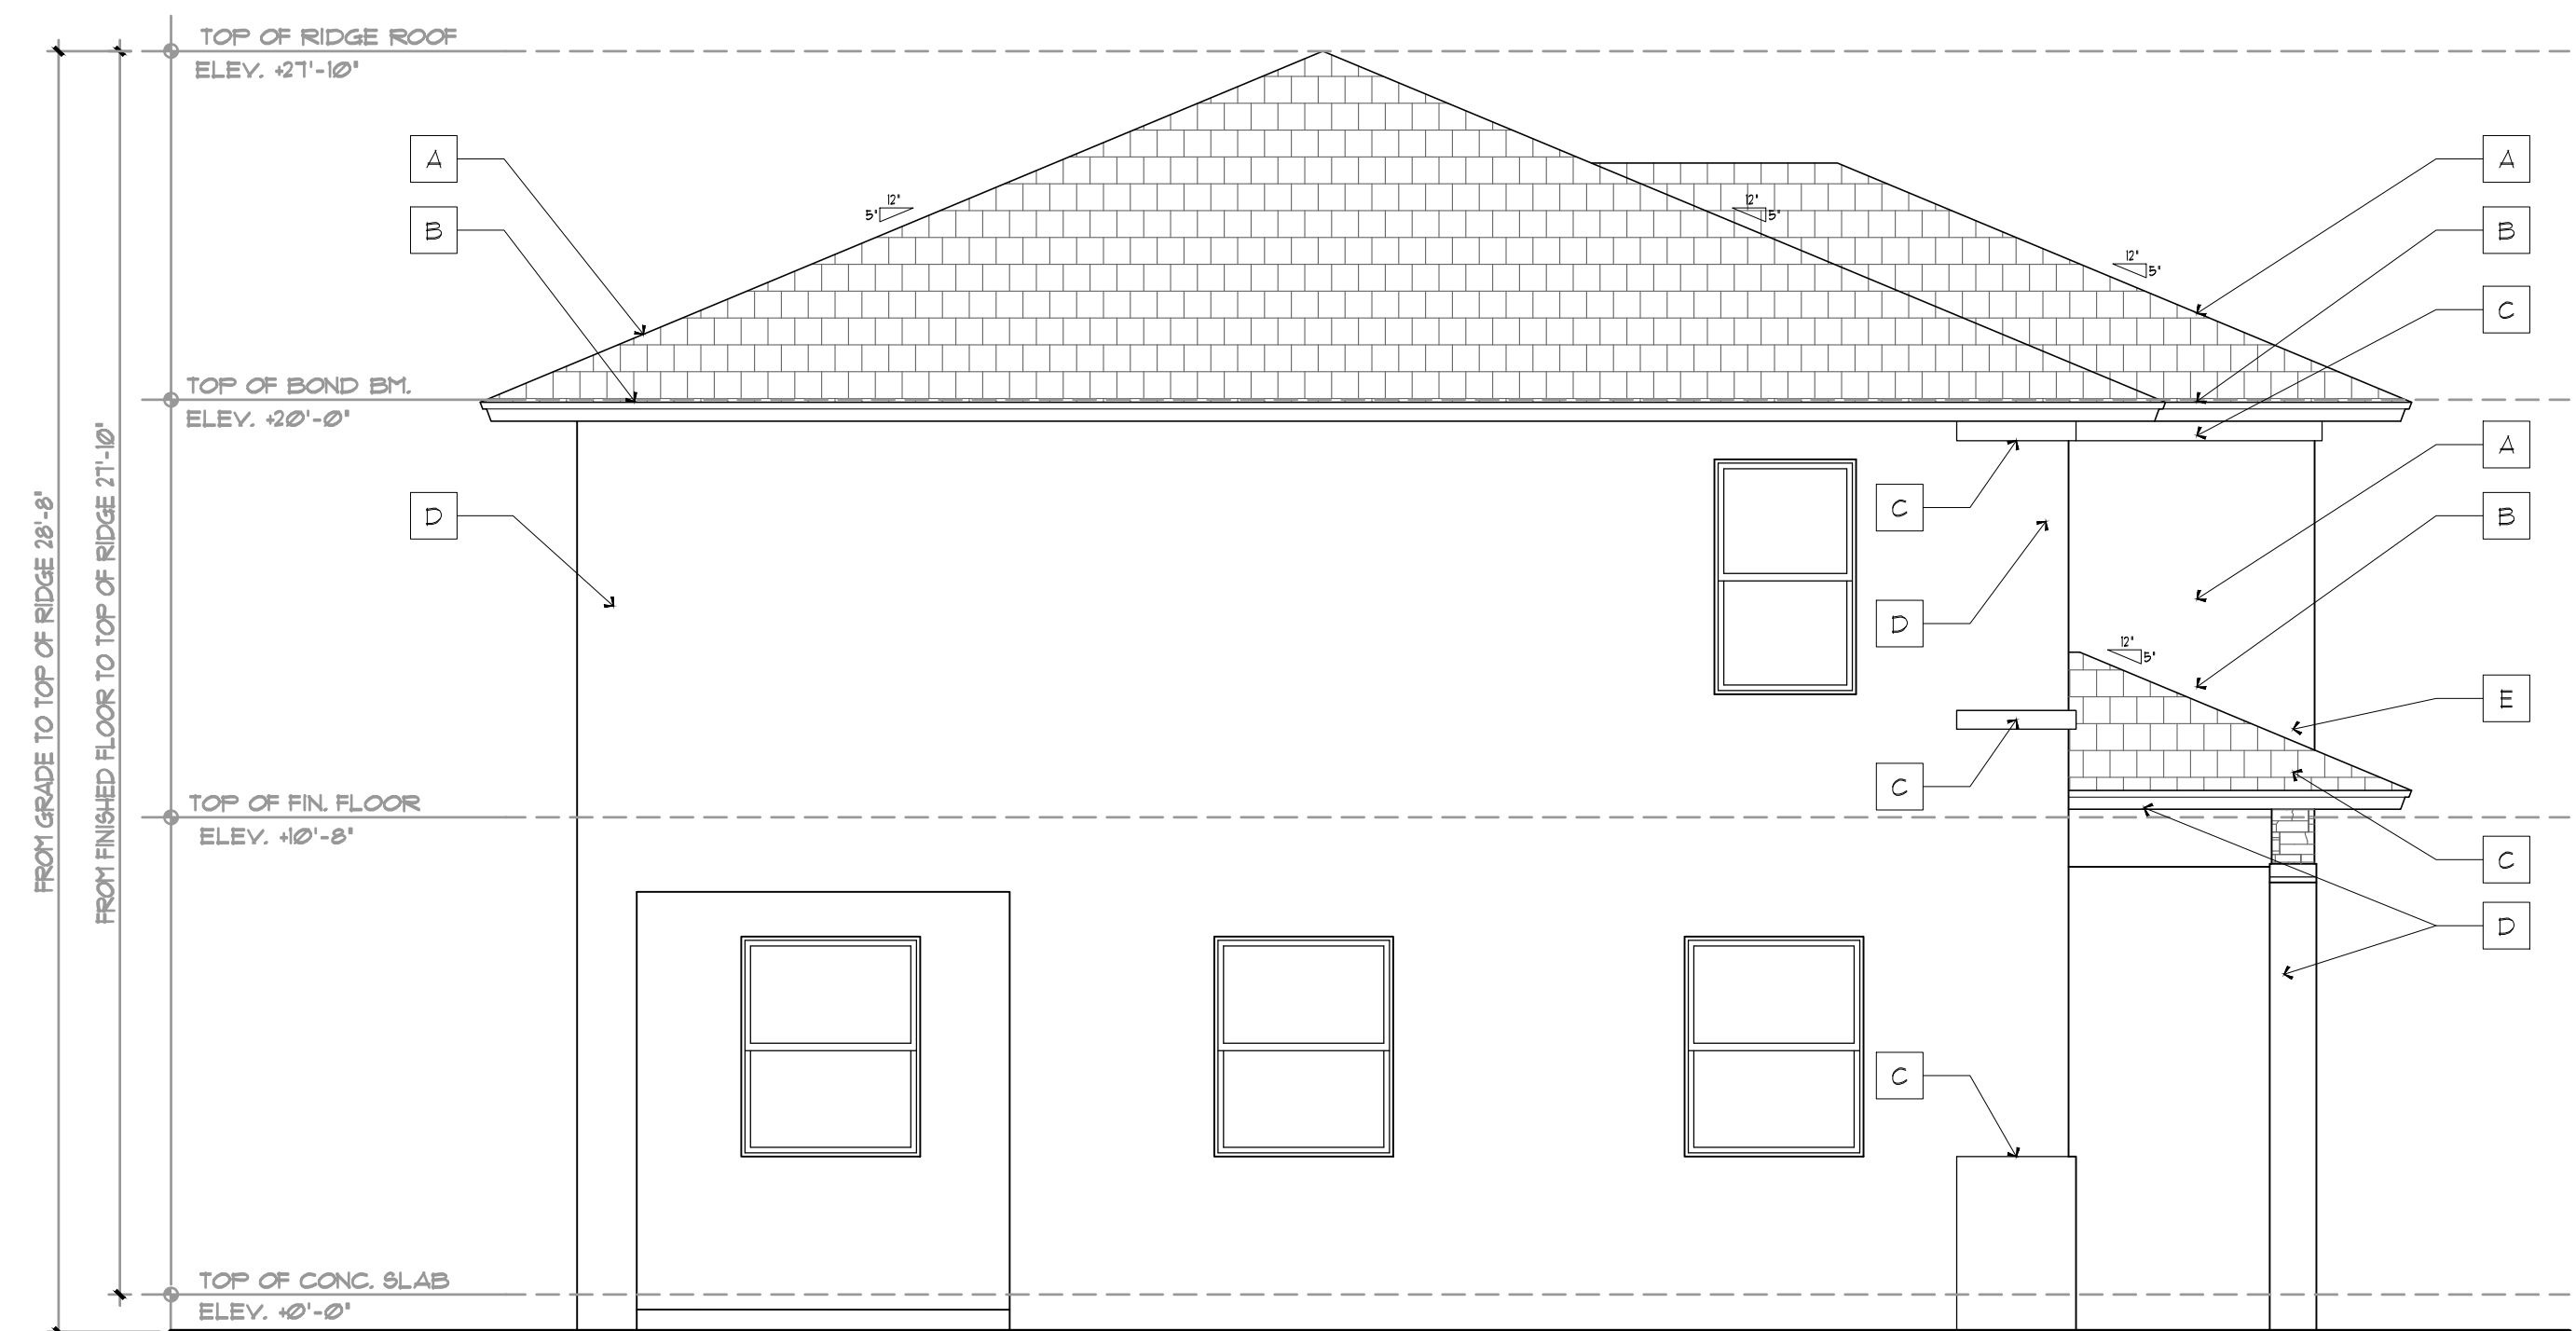 TOP OF RIDGE ROOF
ELEV. +27'-10"
A
A
12"
5"
12"
5"
B
B
12"
5"
C
TOP OF BOND BM.
ELEV. +20'-0"
A
C
D
B
D
12"
5"
E
C
TOP OF FIN. FLOOR
ELEV. +10'-8"
C
D
C
TOP OF CONC. SLAB
ELEV. +0'-0"
FROM GRADE TO TOP OF RIDGE 28'-8"
FROM FINISHED FLOOR TO TOP OF RIDGE 27'-10"